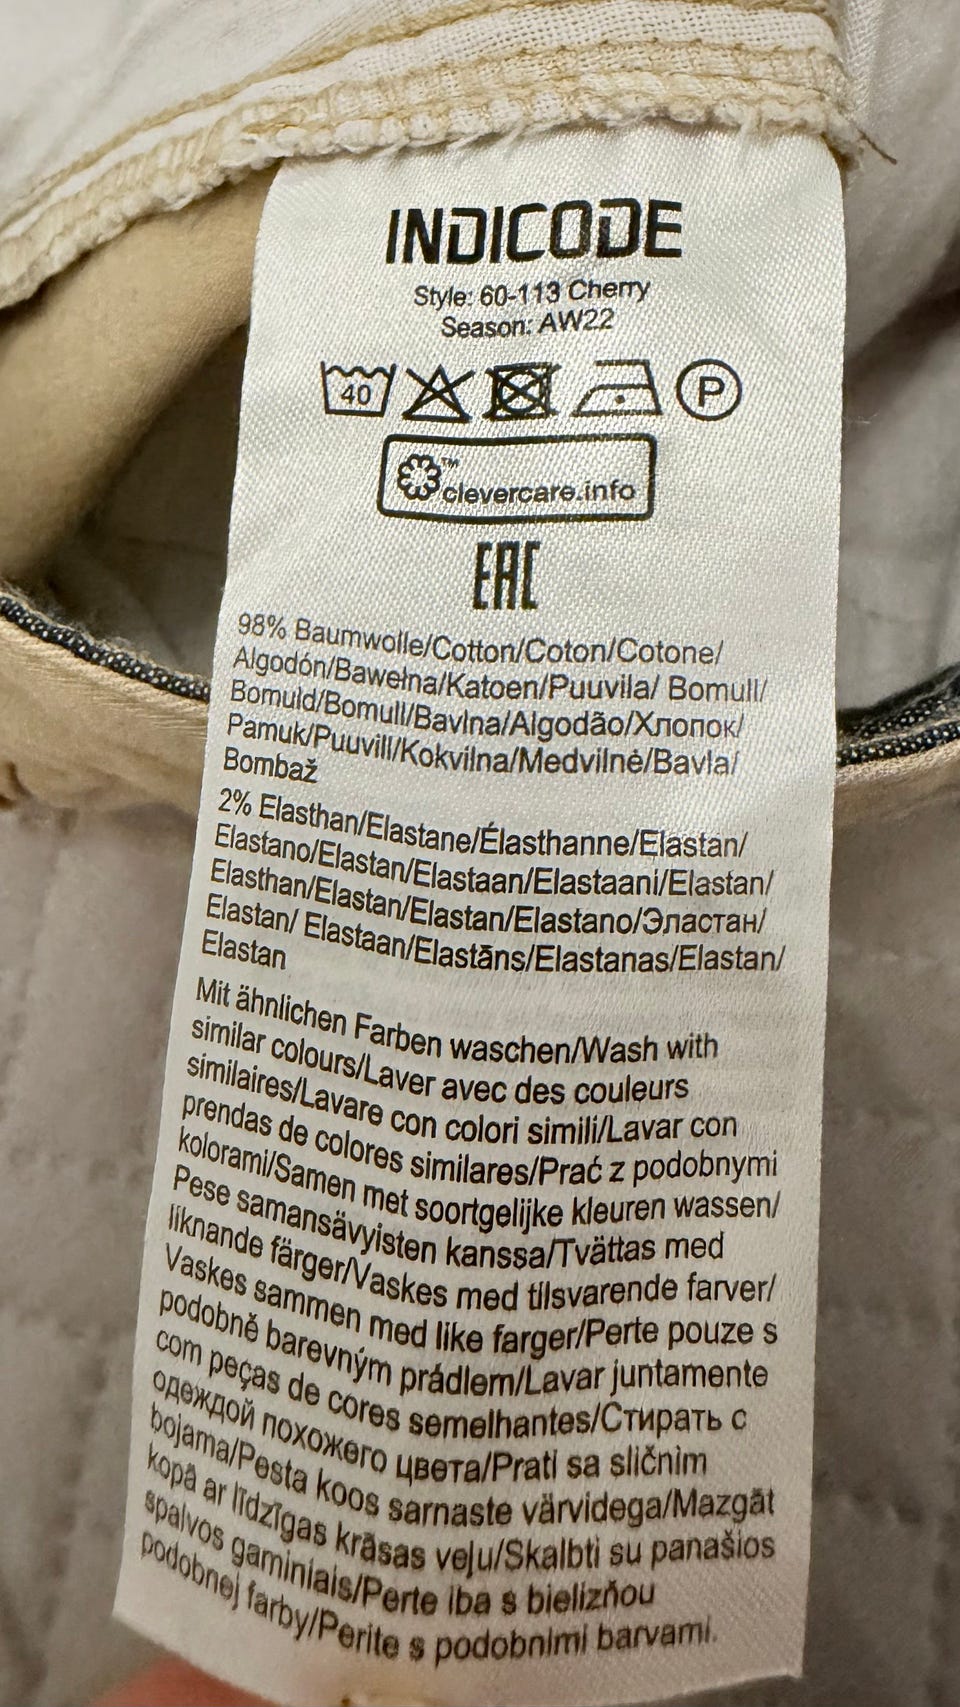 INDICODE
Style: 60-113 Cherry
Season: AW22
40
P
™
clevercare.info
EAC
98% Baumwolle/Cotton/Coton/Cotone/
Algodón/Bawełna/Katoen/Puuvila/ Bomull/
Bomuld/Bomull/Bavlna/Algodão/Хлопок/
Pamuk/Puuvill/Kokvilna/Medvilnė/Bavla/
Bombaž
2% Elasthan/Elastane/Élasthanne/Elastan/
Elastano/Elastan/Elastaan/Elastaani/Elastan/
Elasthan/Elastan/Elastan/Elastano/Эластан/
Elastan/ Elastaan/Elastāns/Elastanas/Elastan/
Elastan
Mit ähnlichen Farben waschen/Wash with
similar colours/Laver avec des couleurs
similaires/Lavare con colori simili/Lavar con
prendas de colores similares/Prać z podobnymi
kolorami/Samen met soortgelijke kleuren wassen/
Pese samansävyisten kanssa/Tvättas med
liknande färger/Vaskes med tilsvarende farver/
Vaskes sammen med like farger/Perte pouze s
podobně barevným prádlem/Lavar juntamente
com peças de cores semelhantes/Стирать с
одеждой похожего цвета/Prati sa sličnim
bojama/Pesta koos sarnaste värvidega/Mazgāt
kopā ar līdzīgas krāsas veļu/Skalbti su panašios
spalvos gaminiais/Perte iba s bielizňou
podobnej farby/Perite s podobnimi barvami.